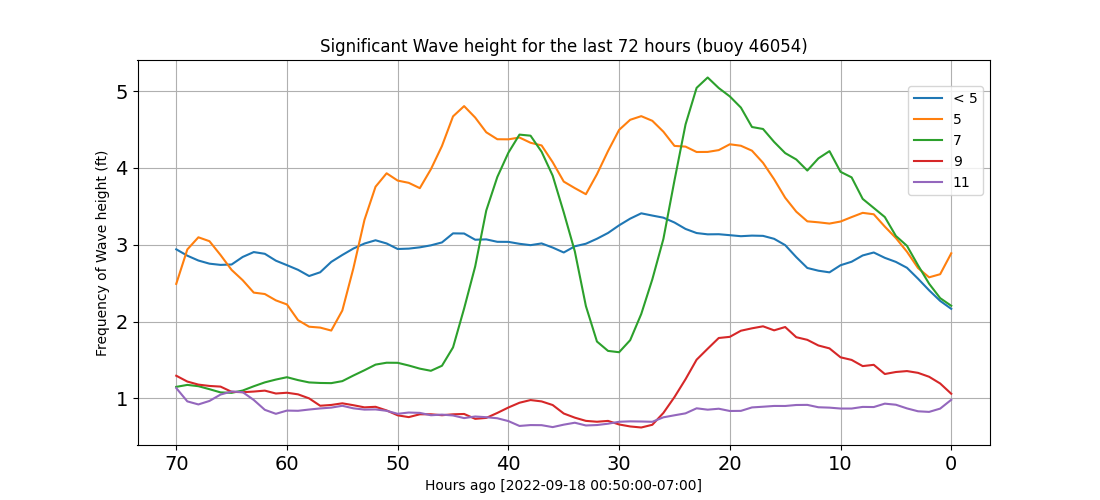 Significant Wave height for the last 72 hours (buoy 46054)
Frequency of Wave height (ft)
5
4
3
2
1
< 5
5
7
9
11
70 60 50 40 30 20 10 0
Hours ago [2022-09-18 00:50:00-07:00]